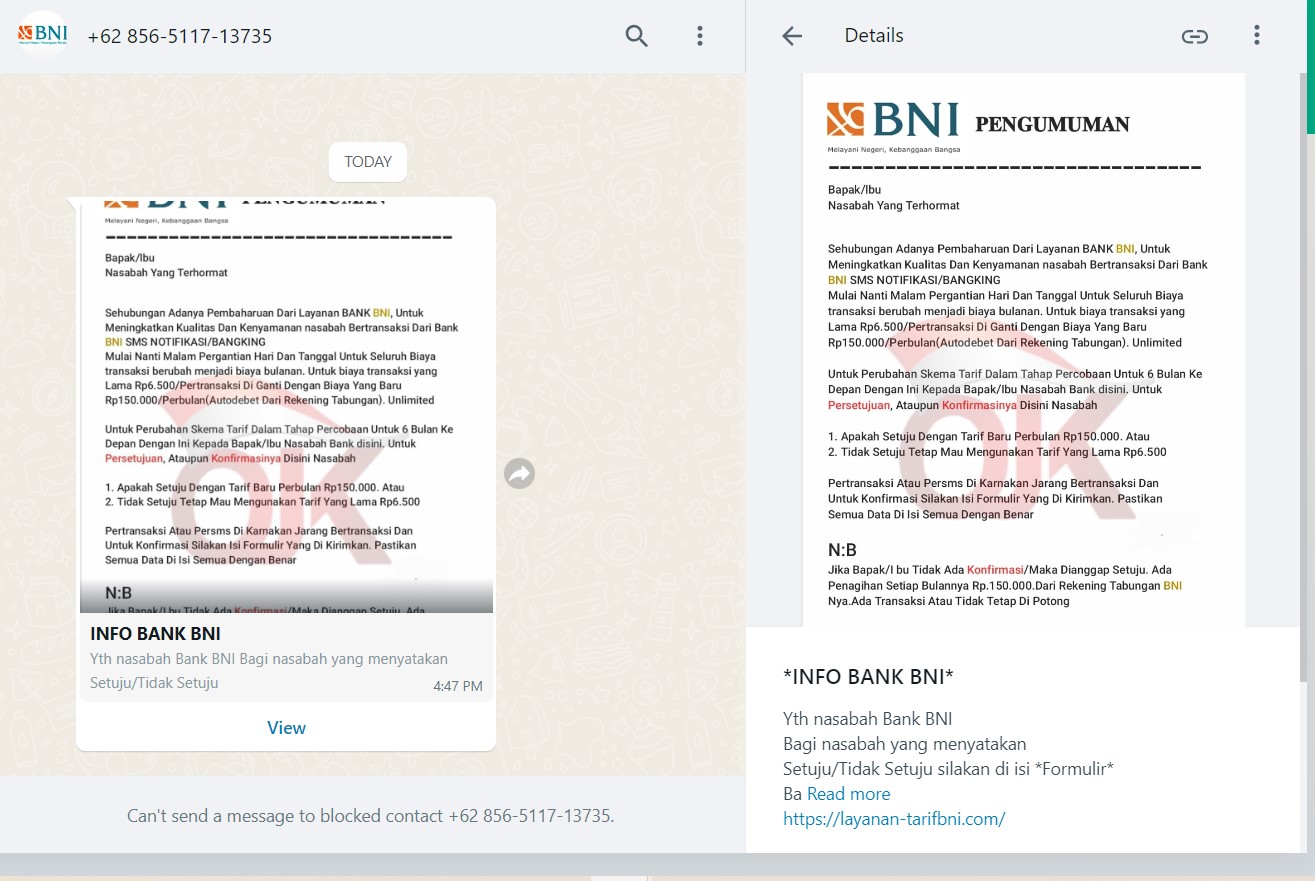 BNI
+62 856-5117-13735
TODAY
BNI PENGUMUMAN
Melayani Negeri, Kebanggaan Bangsa
Bapak/Ibu
Nasabah Yang Terhormat
Sehubungan Adanya Pembaharuan Dari Layanan BANK BNI, Untuk
Meningkatkan Kualitas Dan Kenyamanan nasabah Bertransaksi Dari Bank
BNI SMS NOTIFIKASI/BANGKING
Mulai Nanti Malam Pergantian Hari Dan Tanggal Untuk Seluruh Biaya
transaksi berubah menjadi biaya bulanan. Untuk biaya transaksi yang
Lama Rp6.500/Pertransaksi Di Ganti Dengan Biaya Yang Baru
Rp150.000/Perbulan(Autodebet Dari Rekening Tabungan). Unlimited
Untuk Perubahan Skema Tarif Dalam Tahap Percobaan Untuk 6 Bulan Ke
Depan Dengan Ini Kepada Bapak/Ibu Nasabah Bank disini. Untuk
Persetujuan, Ataupun Konfirmasinya Disini Nasabah
1. Apakah Setuju Dengan Tarif Baru Perbulan Rp150.000. Atau
2. Tidak Setuju Tetap Mau Mengunakan Tarif Yang Lama Rp6.500
Pertransaksi Atau Persms Di Karnakan Jarang Bertransaksi Dan
Untuk Konfirmasi Silakan Isi Formulir Yang Di Kirimkan. Pastikan
Semua Data Di Isi Semua Dengan Benar
OK
N:B
Jika Bapak/I bu Tidak Ada Konfirmasi/Maka Dianggap Setuju. Ada
INFO BANK BNI
Yth nasabah Bank BNI Bagi nasabah yang menyatakan
Setuju/Tidak Setuju
4:47 PM
View
Can't send a message to blocked contact +62 856-5117-13735.
Details
BNI PENGUMUMAN
Melayani Negeri, Kebanggaan Bangsa
Bapak/Ibu
Nasabah Yang Terhormat
Sehubungan Adanya Pembaharuan Dari Layanan BANK BNI, Untuk
Meningkatkan Kualitas Dan Kenyamanan nasabah Bertransaksi Dari Bank
BNI SMS NOTIFIKASI/BANGKING
Mulai Nanti Malam Pergantian Hari Dan Tanggal Untuk Seluruh Biaya
transaksi berubah menjadi biaya bulanan. Untuk biaya transaksi yang
Lama Rp6.500/Pertransaksi Di Ganti Dengan Biaya Yang Baru
Rp150.000/Perbulan(Autodebet Dari Rekening Tabungan). Unlimited
Untuk Perubahan Skema Tarif Dalam Tahap Percobaan Untuk 6 Bulan Ke
Depan Dengan Ini Kepada Bapak/Ibu Nasabah Bank disini. Untuk
Persetujuan, Ataupun Konfirmasinya Disini Nasabah
1. Apakah Setuju Dengan Tarif Baru Perbulan Rp150.000. Atau
2. Tidak Setuju Tetap Mau Mengunakan Tarif Yang Lama Rp6.500
Pertransaksi Atau Persms Di Karnakan Jarang Bertransaksi Dan
Untuk Konfirmasi Silakan Isi Formulir Yang Di Kirimkan. Pastikan
Semua Data Di Isi Semua Dengan Benar
OK
N:B
Jika Bapak/I bu Tidak Ada Konfirmasi/Maka Dianggap Setuju. Ada
Penagihan Setiap Bulannya Rp.150.000.Dari Rekening Tabungan BNI
Nya.Ada Transaksi Atau Tidak Tetap Di Potong
*INFO BANK BNI*
Yth nasabah Bank BNI
Bagi nasabah yang menyatakan
Setuju/Tidak Setuju silakan di isi *Formulir*
Ba Read more
https://layanan-tarifbni.com/